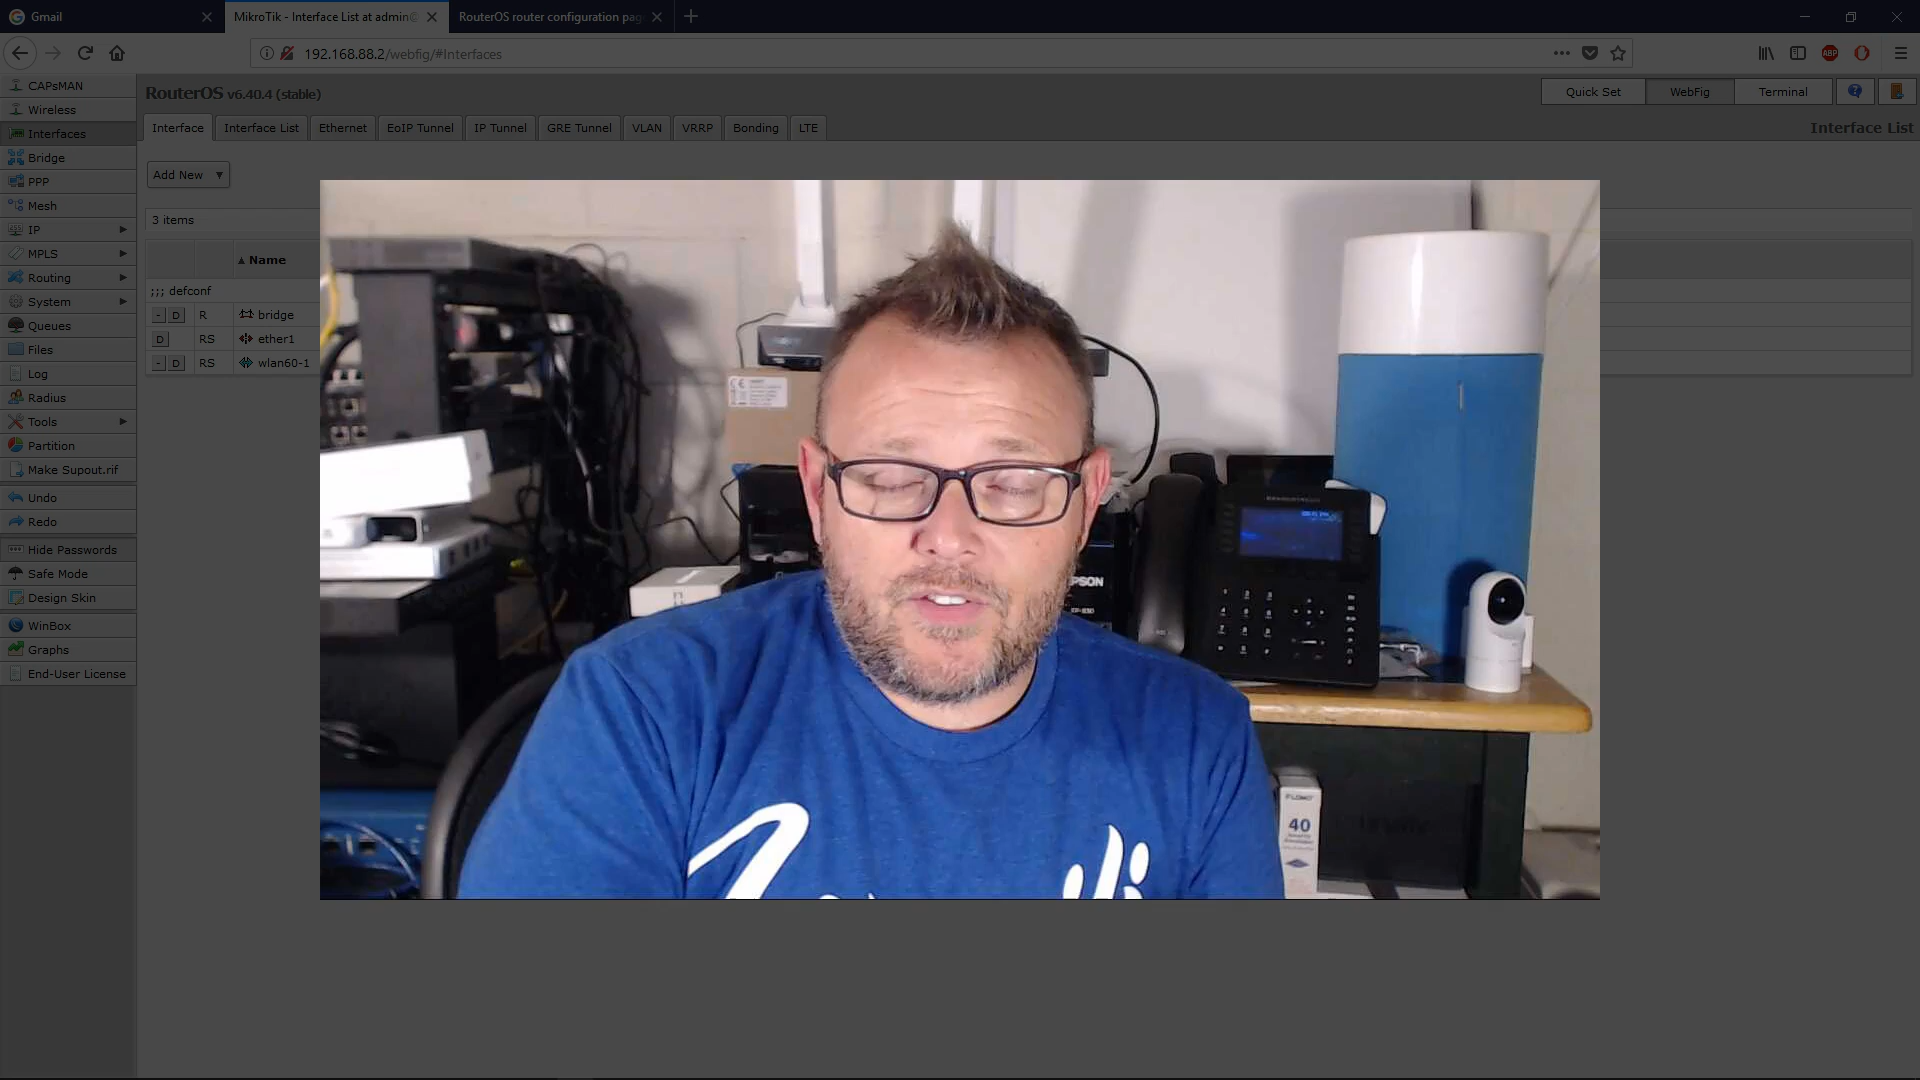 Gmail
MikroTik - Interface List at admin@
RouterOS router configuration pag
192.168.88.2/webfig/#Interfaces
ABP
CAPsMAN
Wireless
Interfaces
Bridge
PPP
Mesh
IP
MPLS
Routing
System
Queues
Files
Log
Radius
Tools
Partition
Make Supout.rif
Undo
Redo
Hide Passwords
Safe Mode
Design Skin
WinBox
Graphs
End-User License
RouterOS v6.40.4 (stable)
Quick Set
WebFig
Terminal
Interface
Interface List
Ethernet
EoIP Tunnel
IP Tunnel
GRE Tunnel
VLAN
VRRP
Bonding
LTE
Interface List
Add New
3 items
▲ Name
;;; defconf
- D R bridge
D RS ether1
- D RS wlan60-1
PSON
40